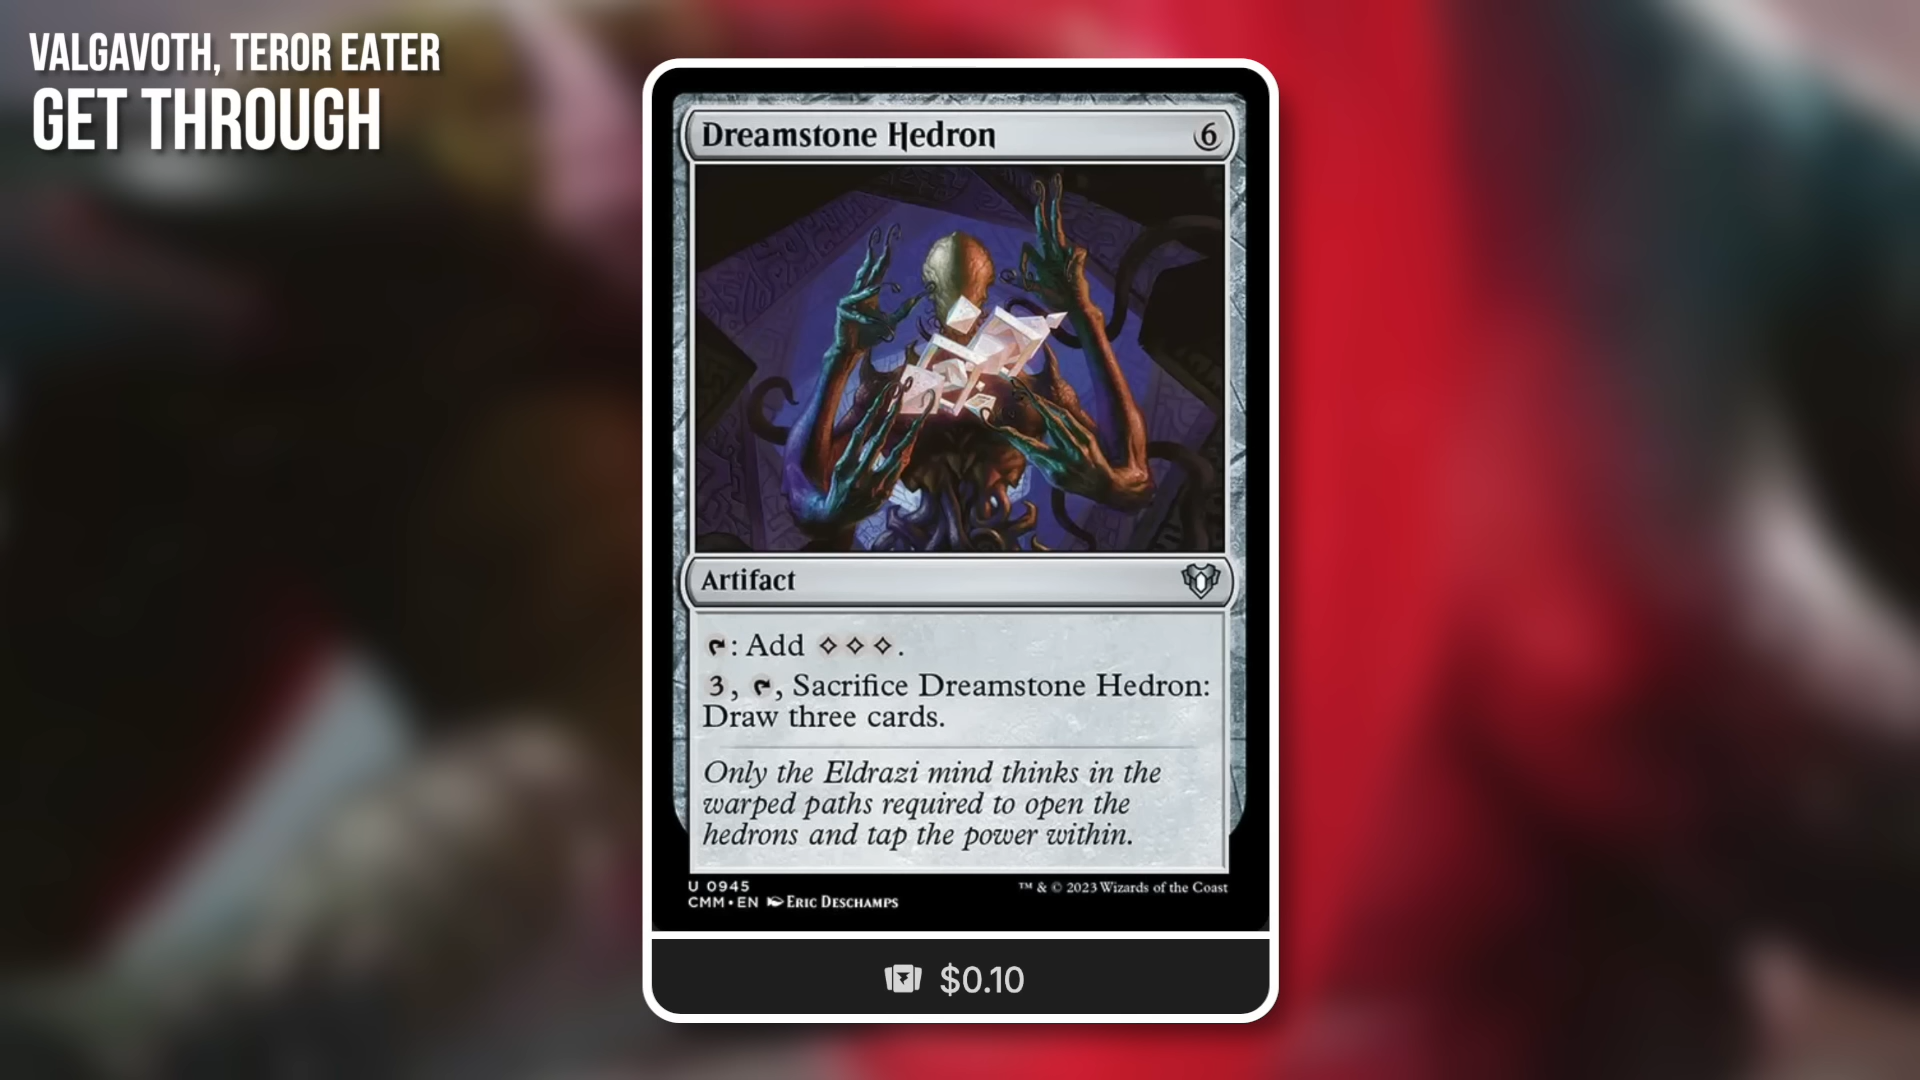 VALGAVOTH, TEROR EATER
GET THROUGH
Dreamstone Hedron 6
Artifact
: Add .
3, , Sacrifice Dreamstone Hedron:
Draw three cards.
Only the Eldrazi mind thinks in the
warped paths required to open the
hedrons and tap the power within.
U 0945
™ & © 2023 Wizards of the Coast
CMM • EN ERIC DESCHAMPS
$0.10